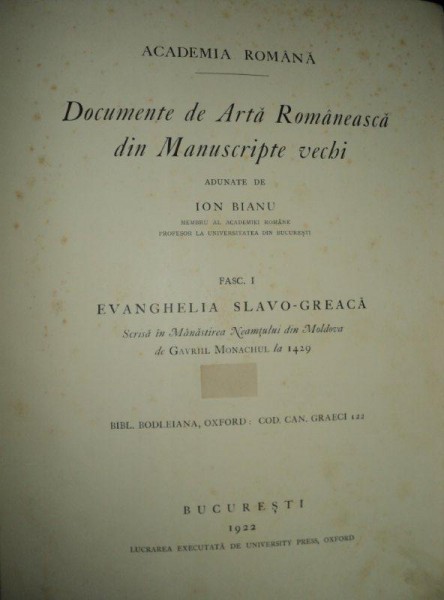 ACADEMIA ROMÂNĂ
Documente de Artă Românească
din Manuscripte vechi
ADUNATE DE
ION BIANU
MEMBRU AL ACADEMIEI ROMÂNE
PROFESOR LA UNIVERSITATEA DIN BUCUREȘTI
FASC. I
EVANGHELIA SLAVO-GREACĂ
Scrisă în Mânăstirea Neamțului din Moldova
de GAVRIIL MONACHUL la 1429
BIBL. BODLEIANA, OXFORD: COD. CAN. GRAECI 122
BUCUREȘTI
1922
LUCRAREA EXECUTATĂ DE UNIVERSITY PRESS, OXFORD